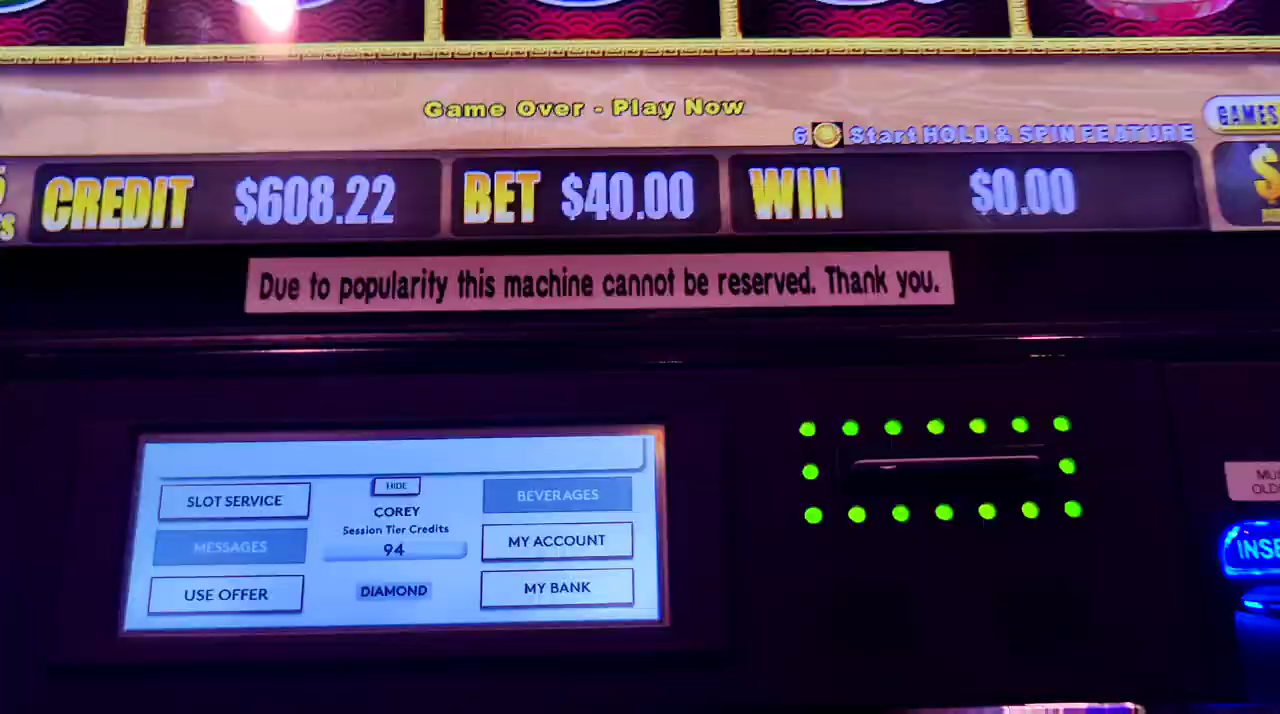 Game Over - Play Now
6 Start HOLD & SPIN FEATURE
GAMES
CREDIT $608.22 BET $40.00 WIN $0.00 $
Due to popularity this machine cannot be reserved. Thank you.
HIDE
SLOT SERVICE
BEVERAGES
COREY
Session Tier Credits
94
MESSAGES
MY ACCOUNT
USE OFFER
DIAMOND
MY BANK
INSE